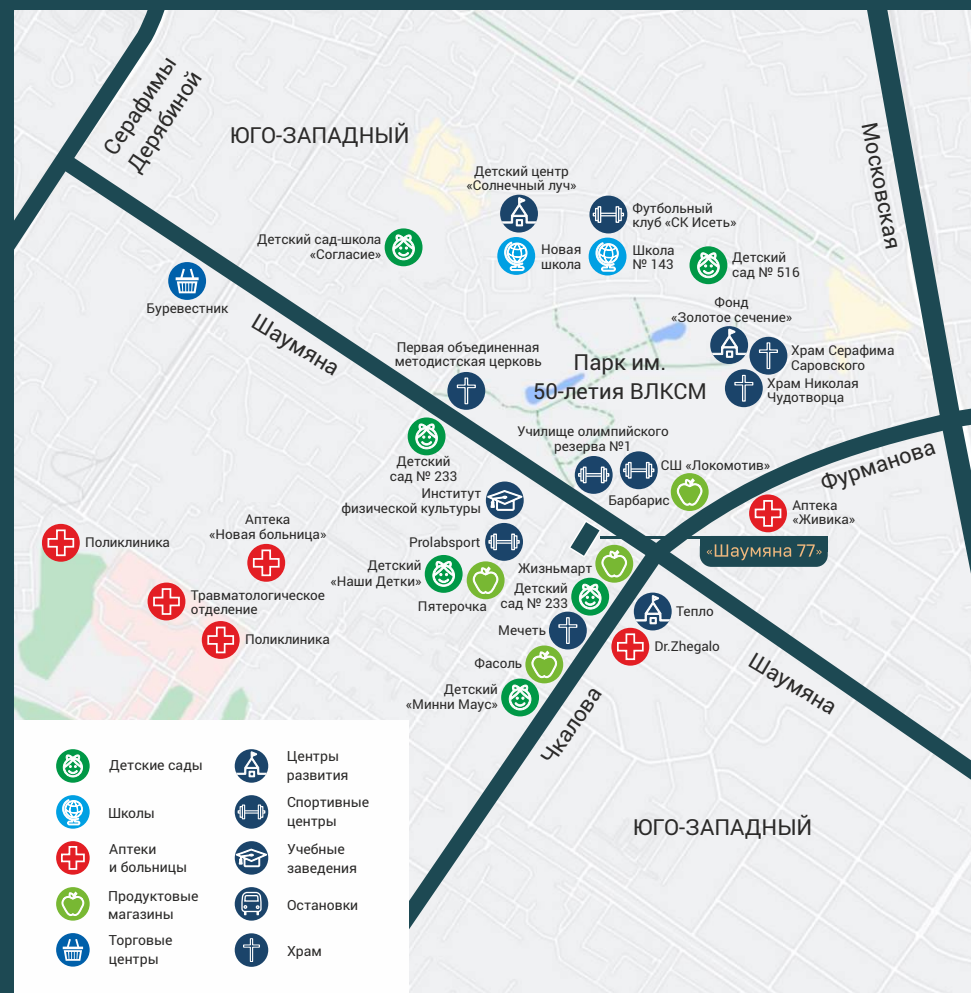 Серафимы
Дерябиной
ЮГО-ЗАПАДНЫЙ
Московская
Детский центр
«Солнечный луч»
Футбольный
клуб «СК Исеть»
Детский сад-школа
«Согласие»
Новая
школа
Школа
№ 143
Детский
сад № 516
Буревестник
Шаумяна
Фонд
«Золотое сечение»
Первая объединенная
методистская церковь
Парк им.
50-летия ВЛКСМ
Храм Серафима
Саровского
Храм Николая
Чудотворца
Училище олимпийского
резерва №1
СШ «Локомотив»
Барбарис
Фурманова
Детский
сад № 233
Институт
физической культуры
Аптека
«Живика»
Поликлиника
Аптека
«Новая больница»
Prolabsport
«Шаумяна 77»
Детский
«Наши Детки»
Жизньмарт
Травматологическое
отделение
Пятерочка
Детский
сад № 233
Тепло
Поликлиника
Мечеть
Dr.Zhegalo
Фасоль
Шаумяна
Детский
«Минни Маус»
Чкалова
ЮГО-ЗАПАДНЫЙ
Детские сады
Школы
Аптеки
и больницы
Продуктовые
магазины
Торговые
центры
Центры
развития
Спортивные
центры
Учебные
заведения
Остановки
Храм